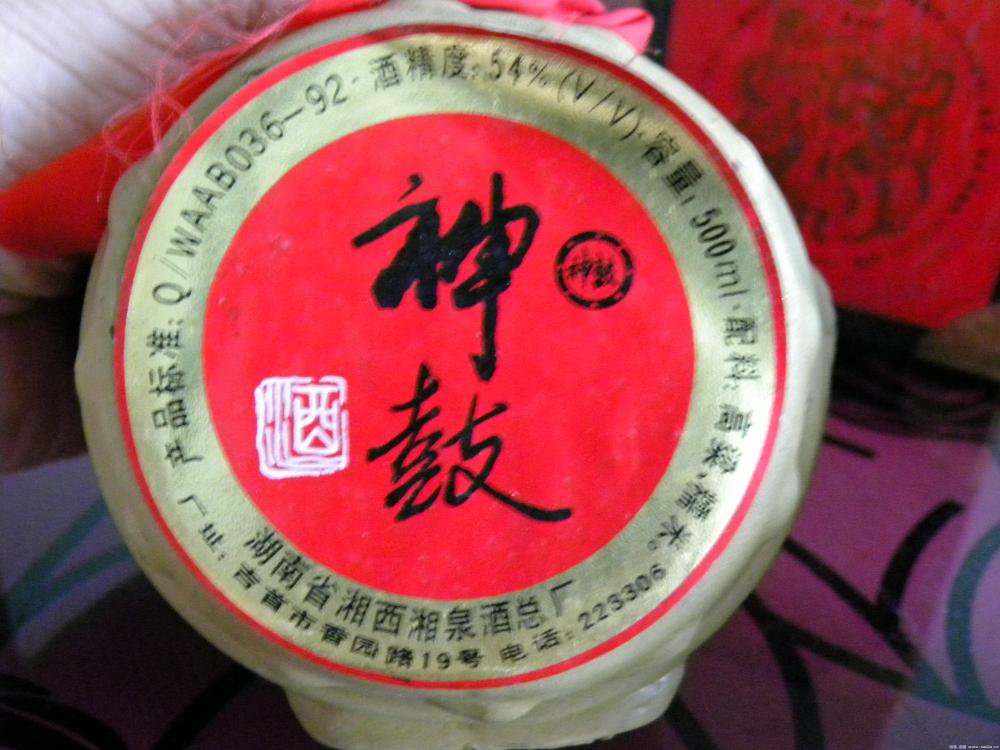 神鼓
神鼓
酒
产品标准:Q/WAAB036-92·酒精度:54%(V/V)·容量:500ml·配料:高粱,糯米。
湖南省湘西湘泉酒总厂
厂址:吉首市香园路19号 电话:223306